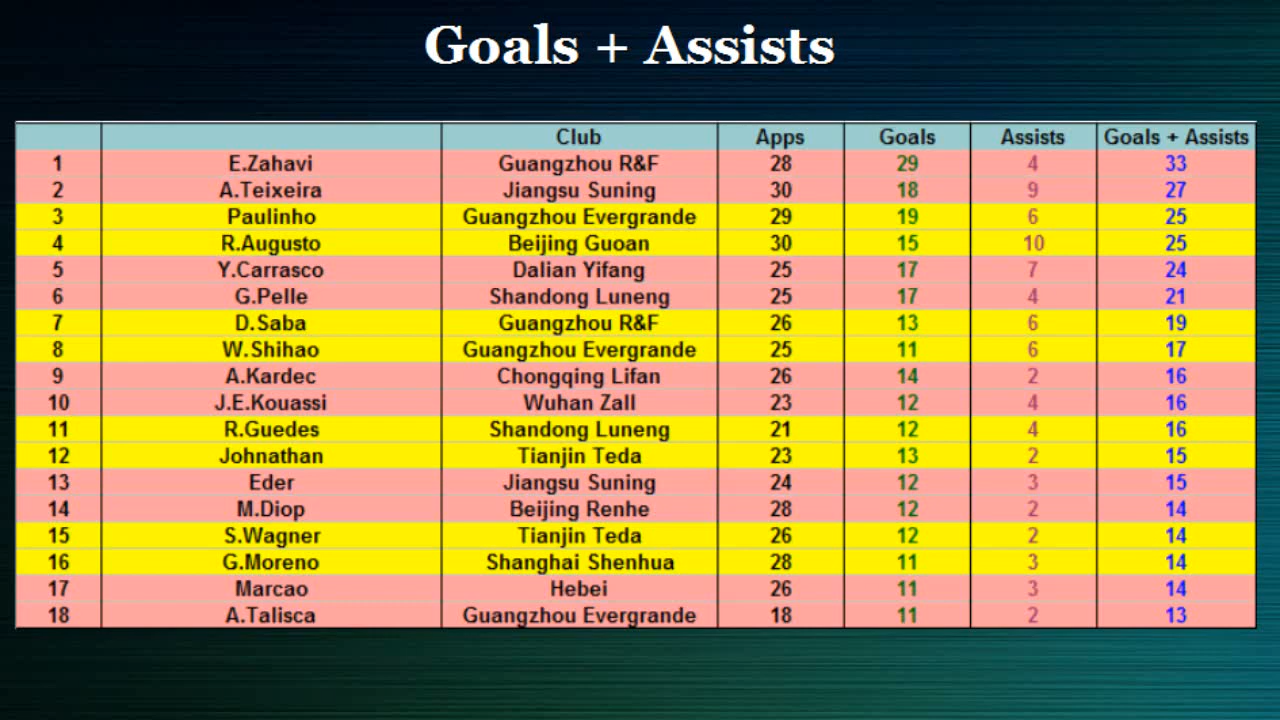 Goals + Assists
Club Apps Goals Assists Goals + Assists
1 E.Zahavi Guangzhou R&F 28 29 4 33
2 A.Teixeira Jiangsu Suning 30 18 9 27
3 Paulinho Guangzhou Evergrande 29 19 6 25
4 R.Augusto Beijing Guoan 30 15 10 25
5 Y.Carrasco Dalian Yifang 25 17 7 24
6 G.Pelle Shandong Luneng 25 17 4 21
7 D.Saba Guangzhou R&F 26 13 6 19
8 W.Shihao Guangzhou Evergrande 25 11 6 17
9 A.Kardec Chongqing Lifan 26 14 2 16
10 J.E.Kouassi Wuhan Zall 23 12 4 16
11 R.Guedes Shandong Luneng 21 12 4 16
12 Johnathan Tianjin Teda 23 13 2 15
13 Eder Jiangsu Suning 24 12 3 15
14 M.Diop Beijing Renhe 28 12 2 14
15 S.Wagner Tianjin Teda 26 12 2 14
16 G.Moreno Shanghai Shenhua 28 11 3 14
17 Marcao Hebei 26 11 3 14
18 A.Talisca Guangzhou Evergrande 18 11 2 13